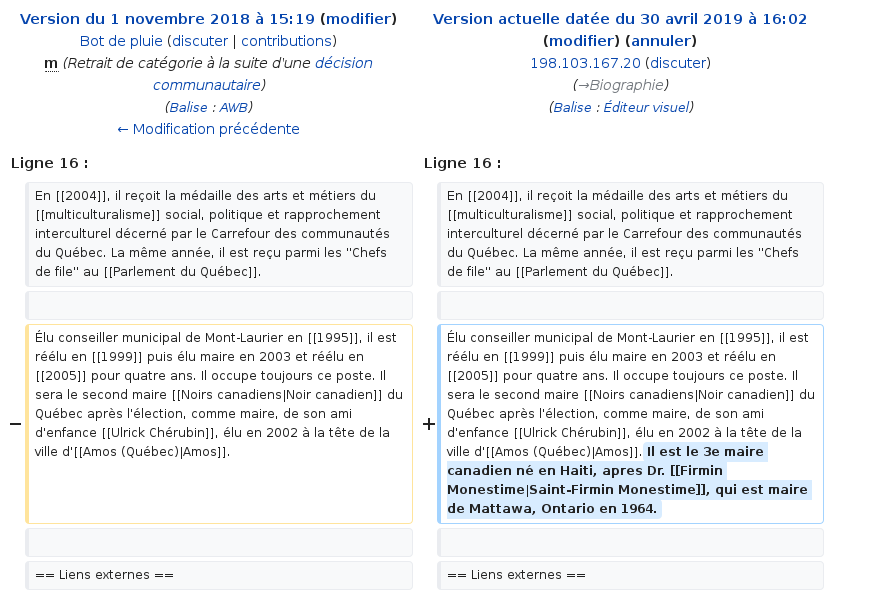 Version du 1 novembre 2018 à 15:19 (modifier)
Bot de pluie (discuter | contributions)
m (Retrait de catégorie à la suite d'une décision
communautaire)
(Balise : AWB)
← Modification précédente
Version actuelle datée du 30 avril 2019 à 16:02
(modifier) (annuler)
198.103.167.20 (discuter)
(→Biographie)
(Balise : Éditeur visuel)
Ligne 16 :
Ligne 16 :
En [[2004]], il reçoit la médaille des arts et métiers du
[[multiculturalisme]] social, politique et rapprochement
interculturel décerné par le Carrefour des communautés
du Québec. La même année, il est reçu parmi les "Chefs
de file" au [[Parlement du Québec]].
En [[2004]], il reçoit la médaille des arts et métiers du
[[multiculturalisme]] social, politique et rapprochement
interculturel décerné par le Carrefour des communautés
du Québec. La même année, il est reçu parmi les "Chefs
de file" au [[Parlement du Québec]].
−
Élu conseiller municipal de Mont-Laurier en [[1995]], il est
réélu en [[1999]] puis élu maire en 2003 et réélu en
[[2005]] pour quatre ans. Il occupe toujours ce poste. Il
sera le second maire [[Noirs canadiens|Noir canadien]] du
Québec après l'élection, comme maire, de son ami
d'enfance [[Ulrick Chérubin]], élu en 2002 à la tête de la
ville d'[[Amos (Québec)|Amos]].
+
Élu conseiller municipal de Mont-Laurier en [[1995]], il est
réélu en [[1999]] puis élu maire en 2003 et réélu en
[[2005]] pour quatre ans. Il occupe toujours ce poste. Il
sera le second maire [[Noirs canadiens|Noir canadien]] du
Québec après l'élection, comme maire, de son ami
d'enfance [[Ulrick Chérubin]], élu en 2002 à la tête de la
ville d'[[Amos (Québec)|Amos]]. Il est le 3e maire
canadien né en Haiti, apres Dr. [[Firmin
Monestime|Saint-Firmin Monestime]], qui est maire
de Mattawa, Ontario en 1964.
== Liens externes ==
== Liens externes ==